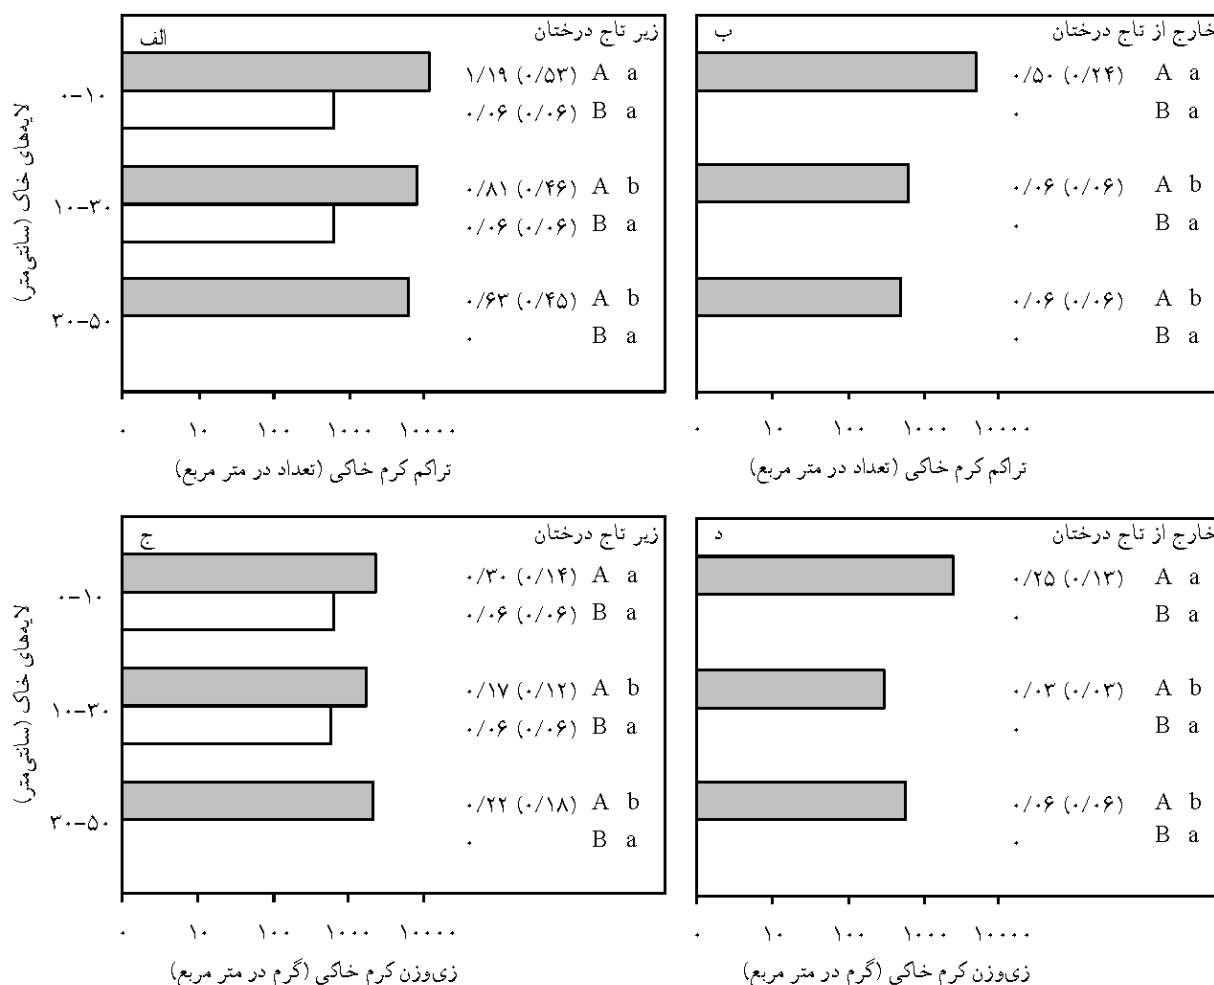 الف
زیر تاج درختان
۱/۱۹ (۰/۵۳) A a
۰/۰۶ (۰/۰۶) B a
۰/۸۱ (۰/۴۶) A b
۰/۰۶ (۰/۰۶) B a
۰/۶۳ (۰/۴۵) A b
۰ B a
لایه‌های خاک (سانتی‌متر)
۰-۱۰
۱۰-۳۰
۳۰-۵۰
۰ ۱۰ ۱۰۰ ۱۰۰۰ ۱۰۰۰۰
تراکم کرم خاکی (تعداد در متر مربع)
ب
خارج از تاج درختان
۰/۵۰ (۰/۲۴) A a
۰ B a
۰/۰۶ (۰/۰۶) A b
۰ B a
۰/۰۶ (۰/۰۶) A b
۰ B a
۰ ۱۰ ۱۰۰ ۱۰۰۰ ۱۰۰۰۰
تراکم کرم خاکی (تعداد در متر مربع)
ج
زیر تاج درختان
۰/۳۰ (۰/۱۴) A a
۰/۰۶ (۰/۰۶) B a
۰/۱۷ (۰/۱۲) A b
۰/۰۶ (۰/۰۶) B a
۰/۲۲ (۰/۱۸) A b
۰ B a
لایه‌های خاک (سانتی‌متر)
۰-۱۰
۱۰-۳۰
۳۰-۵۰
۰ ۱۰ ۱۰۰ ۱۰۰۰ ۱۰۰۰۰
زی‌وزن کرم خاکی (گرم در متر مربع)
د
خارج از تاج درختان
۰/۲۵ (۰/۱۳) A a
۰ B a
۰/۰۳ (۰/۰۳) A b
۰ B a
۰/۰۶ (۰/۰۶) A b
۰ B a
۰ ۱۰ ۱۰۰ ۱۰۰۰ ۱۰۰۰۰
زی‌وزن کرم خاکی (گرم در متر مربع)